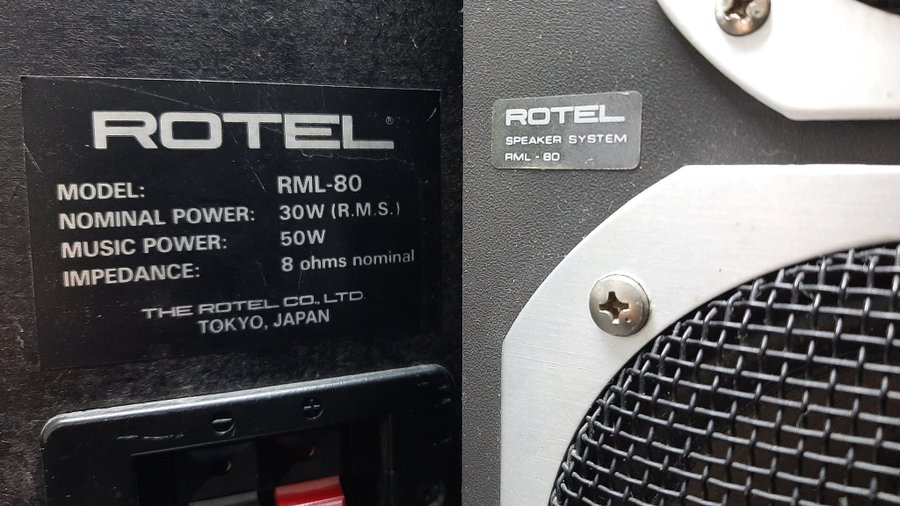 ROTEL®
MODEL: RML-80
NOMINAL POWER: 30W (R.M.S.)
MUSIC POWER: 50W
IMPEDANCE: 8 ohms nominal
THE ROTEL CO., LTD
TOKYO, JAPAN
- +
ROTEL
SPEAKER SYSTEM
RML - 80